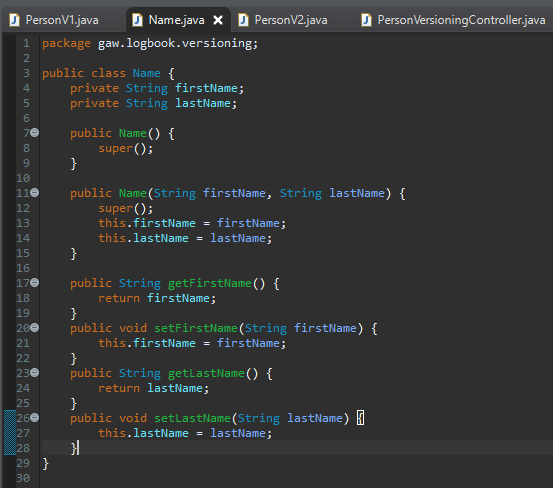 PersonV1.java Name.java PersonV2.java PersonVersioningController.java
1 package gaw.logbook.versioning;
2
3 public class Name {
4     private String firstName;
5     private String lastName;
6
7     public Name() {
8         super();
9     }
10
11     public Name(String firstName, String lastName) {
12         super();
13         this.firstName = firstName;
14         this.lastName = lastName;
15     }
16
17     public String getFirstName() {
18         return firstName;
19     }
20     public void setFirstName(String firstName) {
21         this.firstName = firstName;
22     }
23     public String getLastName() {
24         return lastName;
25     }
26     public void setLastName(String lastName) {
27         this.lastName = lastName;
28     }
29 }
30